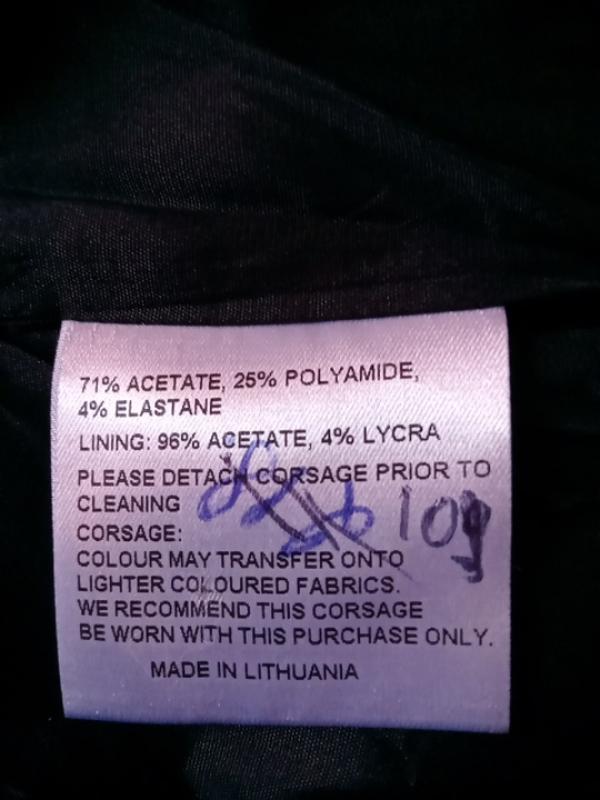 71% ACETATE, 25% POLYAMIDE,
4% ELASTANE
LINING: 96% ACETATE, 4% LYCRA
PLEASE DETACH CORSAGE PRIOR TO
CLEANING
CORSAGE:
COLOUR MAY TRANSFER ONTO
LIGHTER COLOURED FABRICS.
WE RECOMMEND THIS CORSAGE
BE WORN WITH THIS PURCHASE ONLY.
MADE IN LITHUANIA